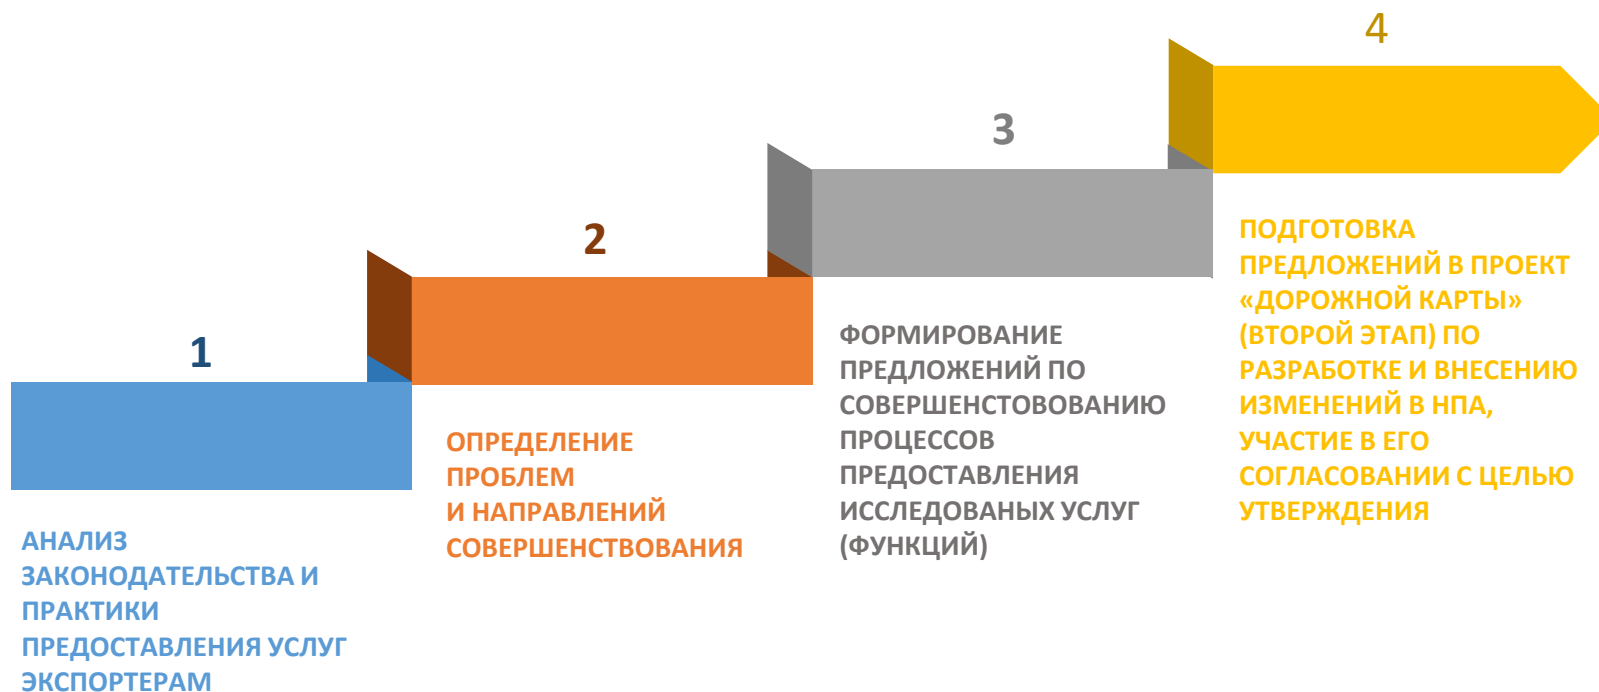 1
АНАЛИЗ
ЗАКОНОДАТЕЛЬСТВА И
ПРАКТИКИ
ПРЕДОСТАВЛЕНИЯ УСЛУГ
ЭКСПОРТЕРАМ
2
ОПРЕДЕЛЕНИЕ
ПРОБЛЕМ
И НАПРАВЛЕНИЙ
СОВЕРШЕНСТВОВАНИЯ
3
ФОРМИРОВАНИЕ
ПРЕДЛОЖЕНИЙ ПО
СОВЕРШЕНСТОВОВАНИЮ
ПРОЦЕССОВ
ПРЕДОСТАВЛЕНИЯ
ИССЛЕДОВАНЫХ УСЛУГ
(ФУНКЦИЙ)
4
ПОДГОТОВКА
ПРЕДЛОЖЕНИЙ В ПРОЕКТ
«ДОРОЖНОЙ КАРТЫ»
(ВТОРОЙ ЭТАП) ПО
РАЗРАБОТКЕ И ВНЕСЕНИЮ
ИЗМЕНЕНИЙ В НПА,
УЧАСТИЕ В ЕГО
СОГЛАСОВАНИИ С ЦЕЛЬЮ
УТВЕРЖДЕНИЯ